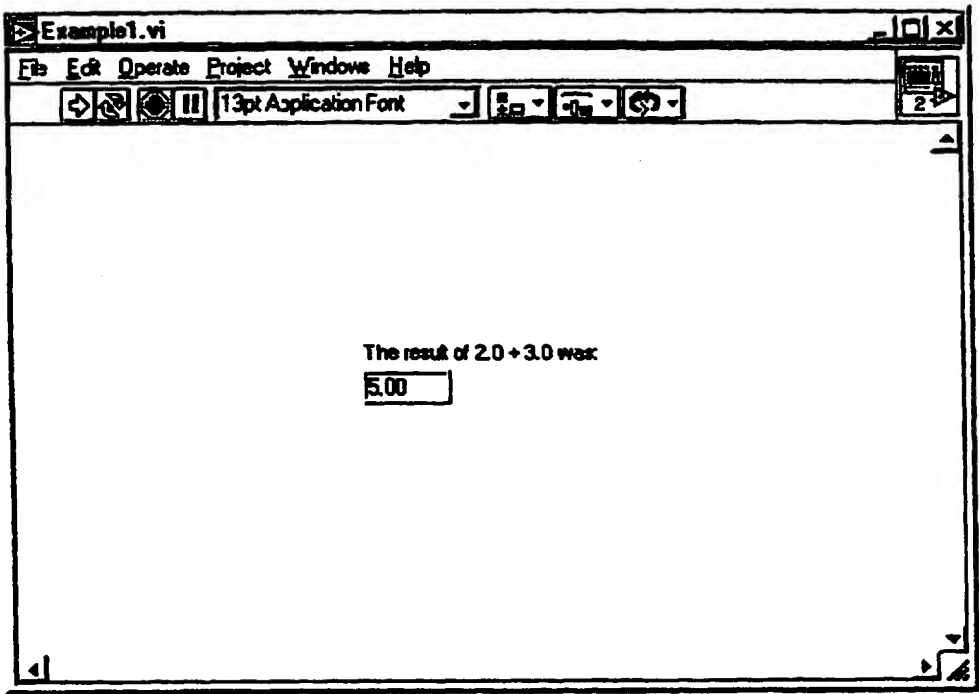 Example1.vi
File Edit Operate Project Windows Help
13pt Application Font
2
The result of 2.0 + 3.0 was:
5.00